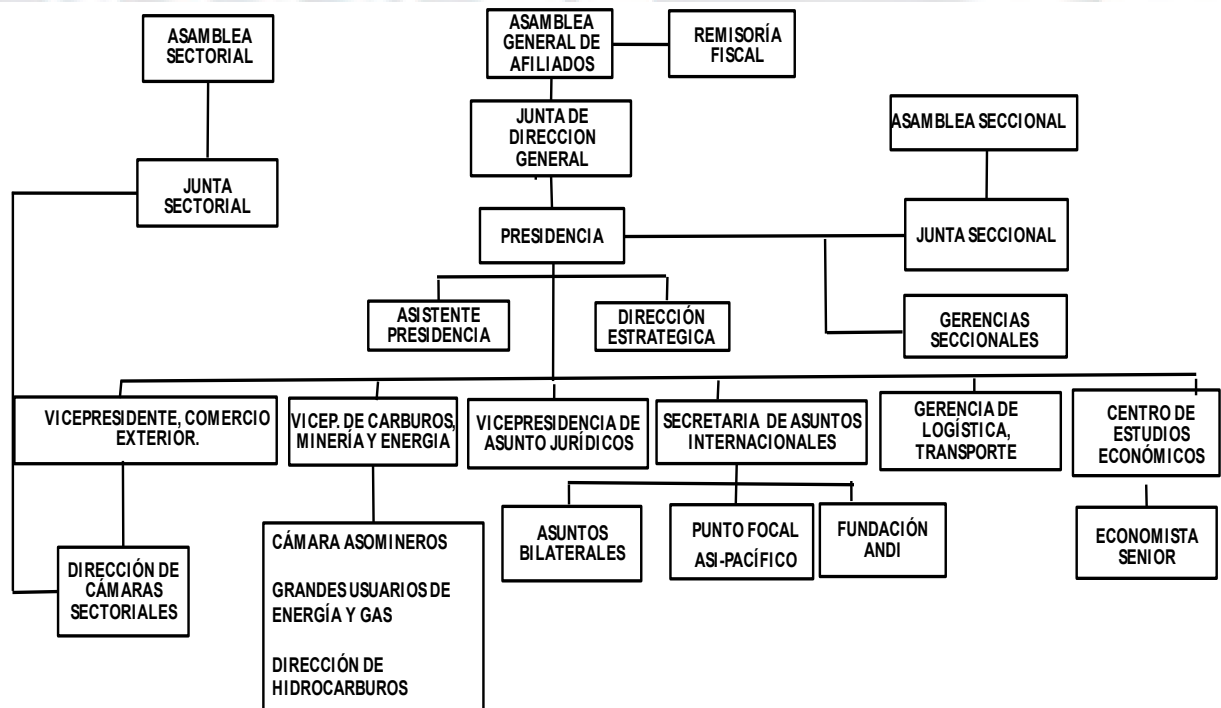 ASAMBLEA
SECTORIAL
ASAMBLEA
GENERAL DE
AFILIADOS
REMISORÍA
FISCAL
JUNTA DE
DIRECCION
GENERAL
ASAMBLEA SECCIONAL
JUNTA
SECTORIAL
PRESIDENCIA
JUNTA SECCIONAL
ASISTENTE
PRESIDENCIA
DIRECCIÓN
ESTRATEGICA
GERENCIAS
SECCIONALES
VICEPRESIDENTE, COMERCIO
EXTERIOR.
VICEP. DE CARBUROS,
MINERÍA Y ENERGIA
VICEPRESIDENCIA DE
ASUNTO JURÍDICOS
SECRETARIA DE ASUNTOS
INTERNACIONALES
GERENCIA DE
LOGÍSTICA,
TRANSPORTE
CENTRO DE
ESTUDIOS
ECONÓMICOS
DIRECCIÓN DE
CÁMARAS
SECTORIALES
CÁMARA ASOMINEROS
GRANDES USUARIOS DE
ENERGÍA Y GAS
DIRECCIÓN DE
HIDROCARBUROS
ASUNTOS
BILATERALES
PUNTO FOCAL
ASI-PACÍFICO
FUNDACIÓN
ANDI
ECONOMISTA
SENIOR